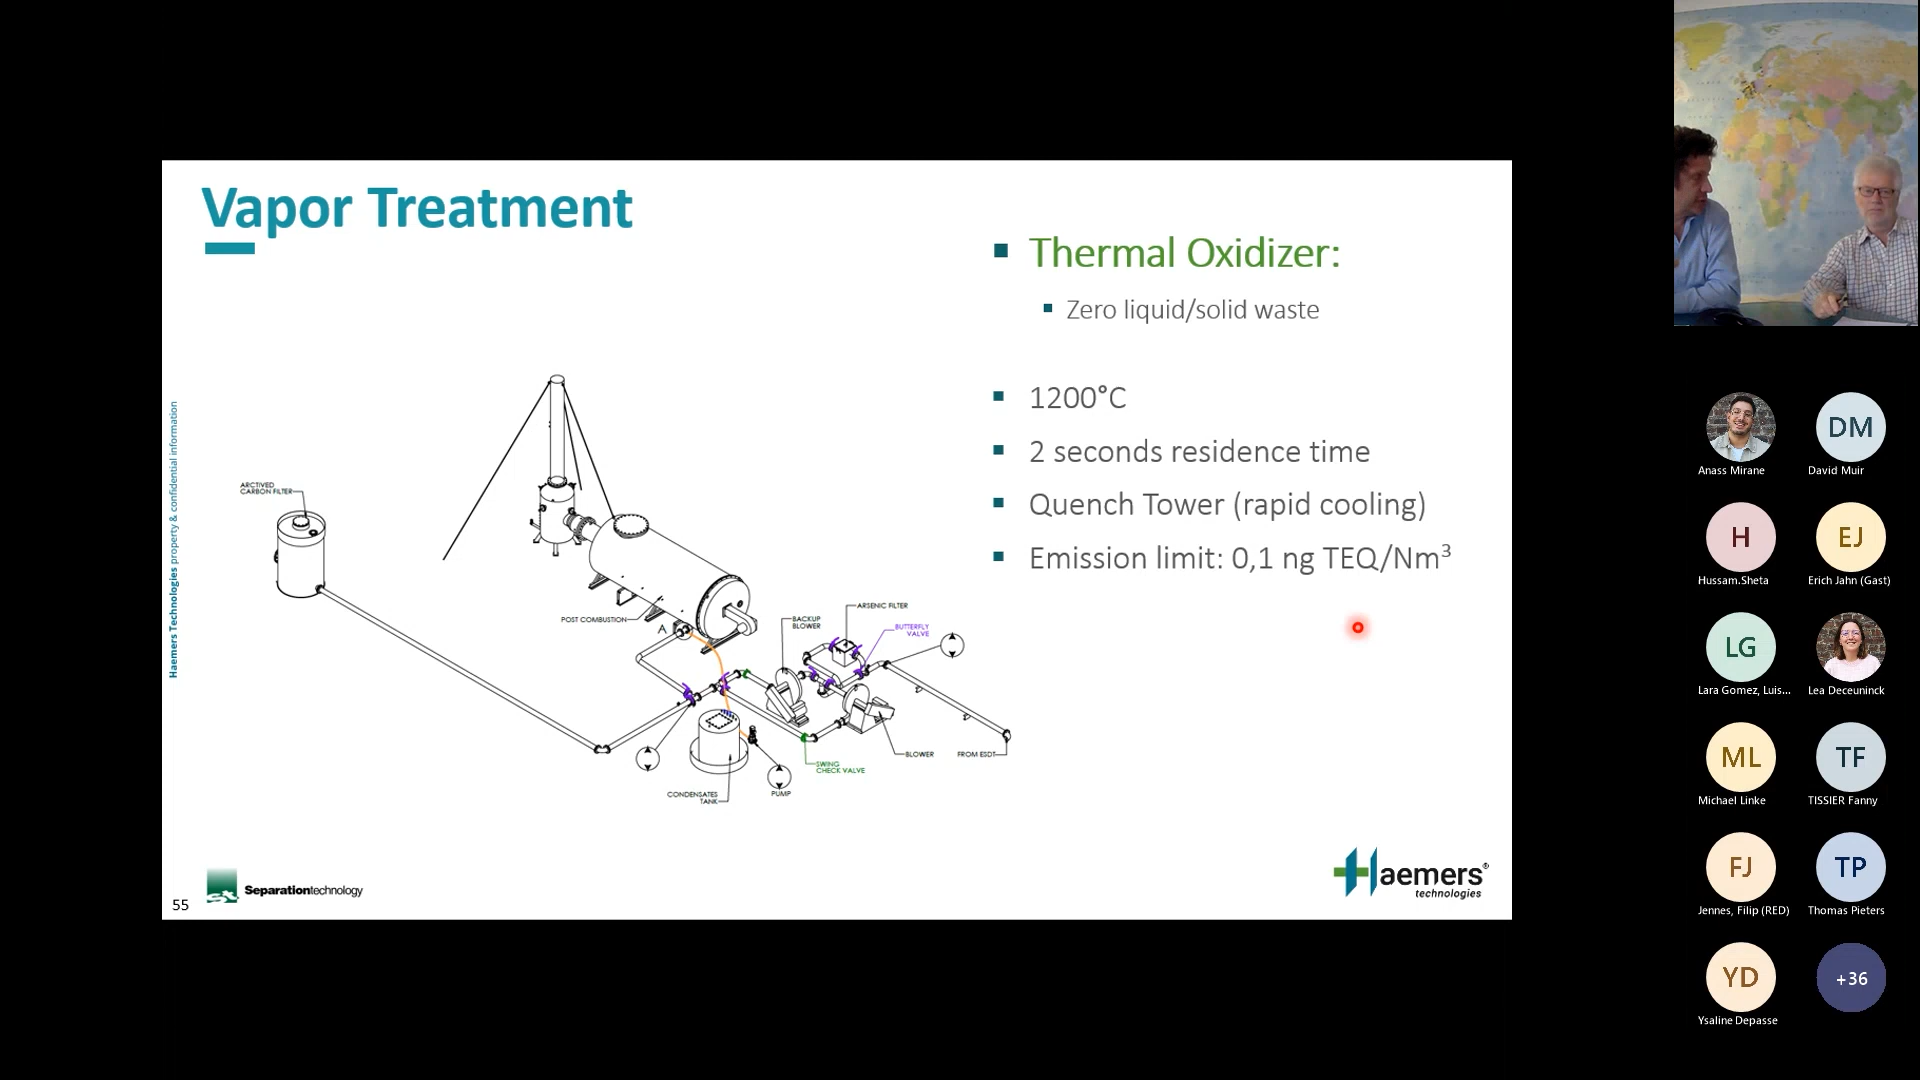 Vapor Treatment
Thermal Oxidizer:
Zero liquid/solid waste
1200°C
2 seconds residence time
Quench Tower (rapid cooling)
Emission limit: 0,1 ng TEQ/Nm³
Haemers Technologies property & confidential information
ARCTIVED
CARBON FILTER
POST COMBUSTION
A
BACKUP
BLOWER
ARSENIC FILTER
BUTTERFLY
VALVE
BLOWER
FROM ESDT
SWING
CHECK VALVE
CONDENSATES
TANK
PUMP
55
st
Separationtechnology
Haemers®
technologies
Anass Mirane
DM
David Muir
H
Hussam.Sheta
EJ
Erich Jahn (Gast)
LG
Lara Gomez, Luis...
Lea Deceuninck
ML
Michael Linke
TF
TISSIER Fanny
FJ
Jennes, Filip (RED)
TP
Thomas Pieters
YD
Ysaline Depasse
+36